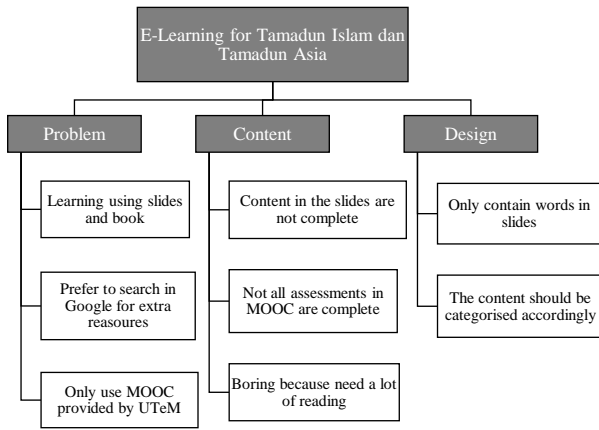 E-Learning for Tamadun Islam dan
Tamadun Asia
Problem
Learning using slides
and book
Prefer to search in
Google for extra
reasoures
Only use MOOC
provided by UTeM
Content
Content in the slides are
not complete
Not all assessments in
MOOC are complete
Boring because need a lot
of reading
Design
Only contain words in
slides
The content should be
categorised accordingly